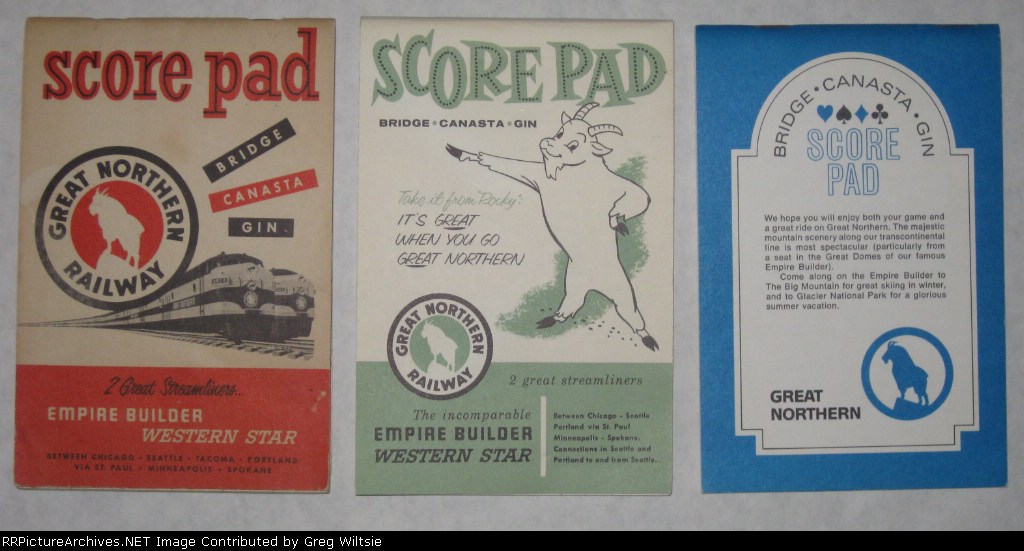 score pad
BRIDGE
CANASTA
GIN
GREAT NORTHERN
RAILWAY
2 Great Streamliners...
EMPIRE BUILDER
WESTERN STAR
BETWEEN CHICAGO • SEATTLE • TACOMA • PORTLAND
VIA ST. PAUL • MINNEAPOLIS • SPOKANE
SCORE PAD
BRIDGE • CANASTA • GIN
Take it from "Rocky":
IT'S GREAT
WHEN YOU GO
GREAT NORTHERN
GREAT NORTHERN
RAILWAY
2 great streamliners
The incomparable
EMPIRE BUILDER
WESTERN STAR
Between Chicago - Seattle
Portland via St. Paul
Minneapolis - Spokane.
Connections in Seattle and
Portland to and from Seattle.
BRIDGE • CANASTA • GIN
SCORE
PAD
We hope you will enjoy both your game and
a great ride on Great Northern. The majestic
mountain scenery along our transcontinental
line is most spectacular (particularly from
a seat in the Great Domes of our famous
Empire Builder).
Come along on the Empire Builder to
The Big Mountain for great skiing in winter,
and to Glacier National Park for a glorious
summer vacation.
GREAT
NORTHERN
RRPictureArchives.NET Image Contributed by Greg Wiltsie